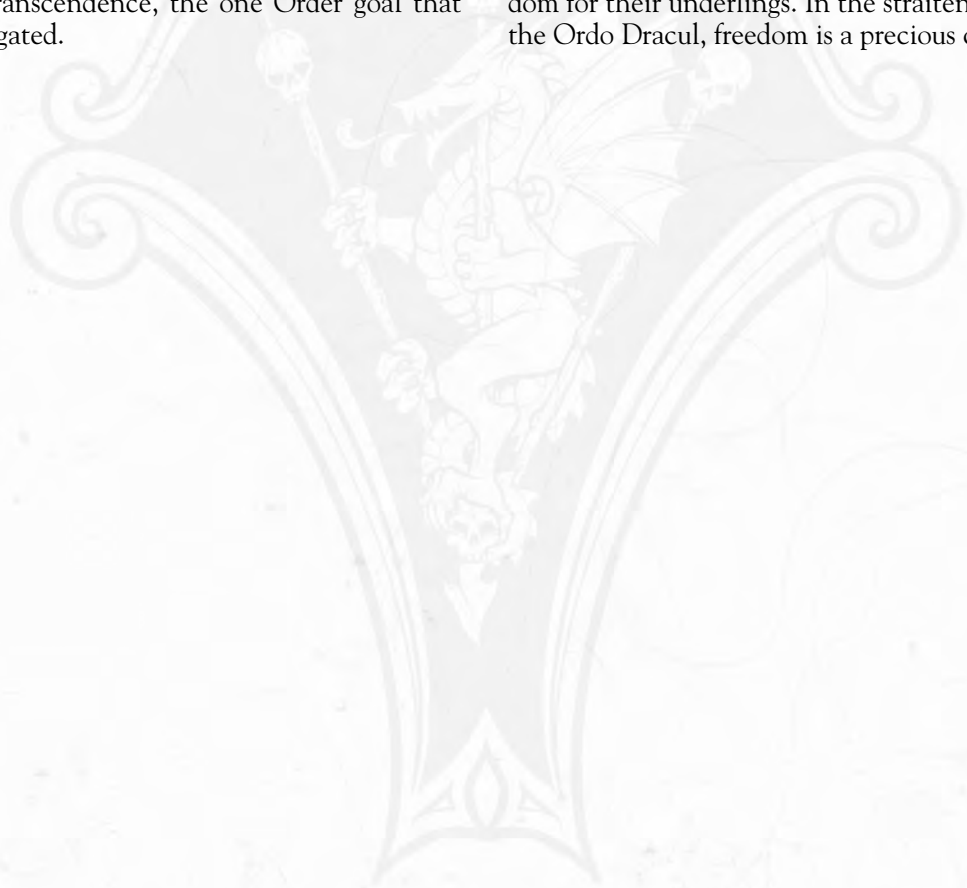 ranscendence, the one Order goal that
gated.
dom for their underlings. In the straiten
the Ordo Dracul, freedom is a precious c